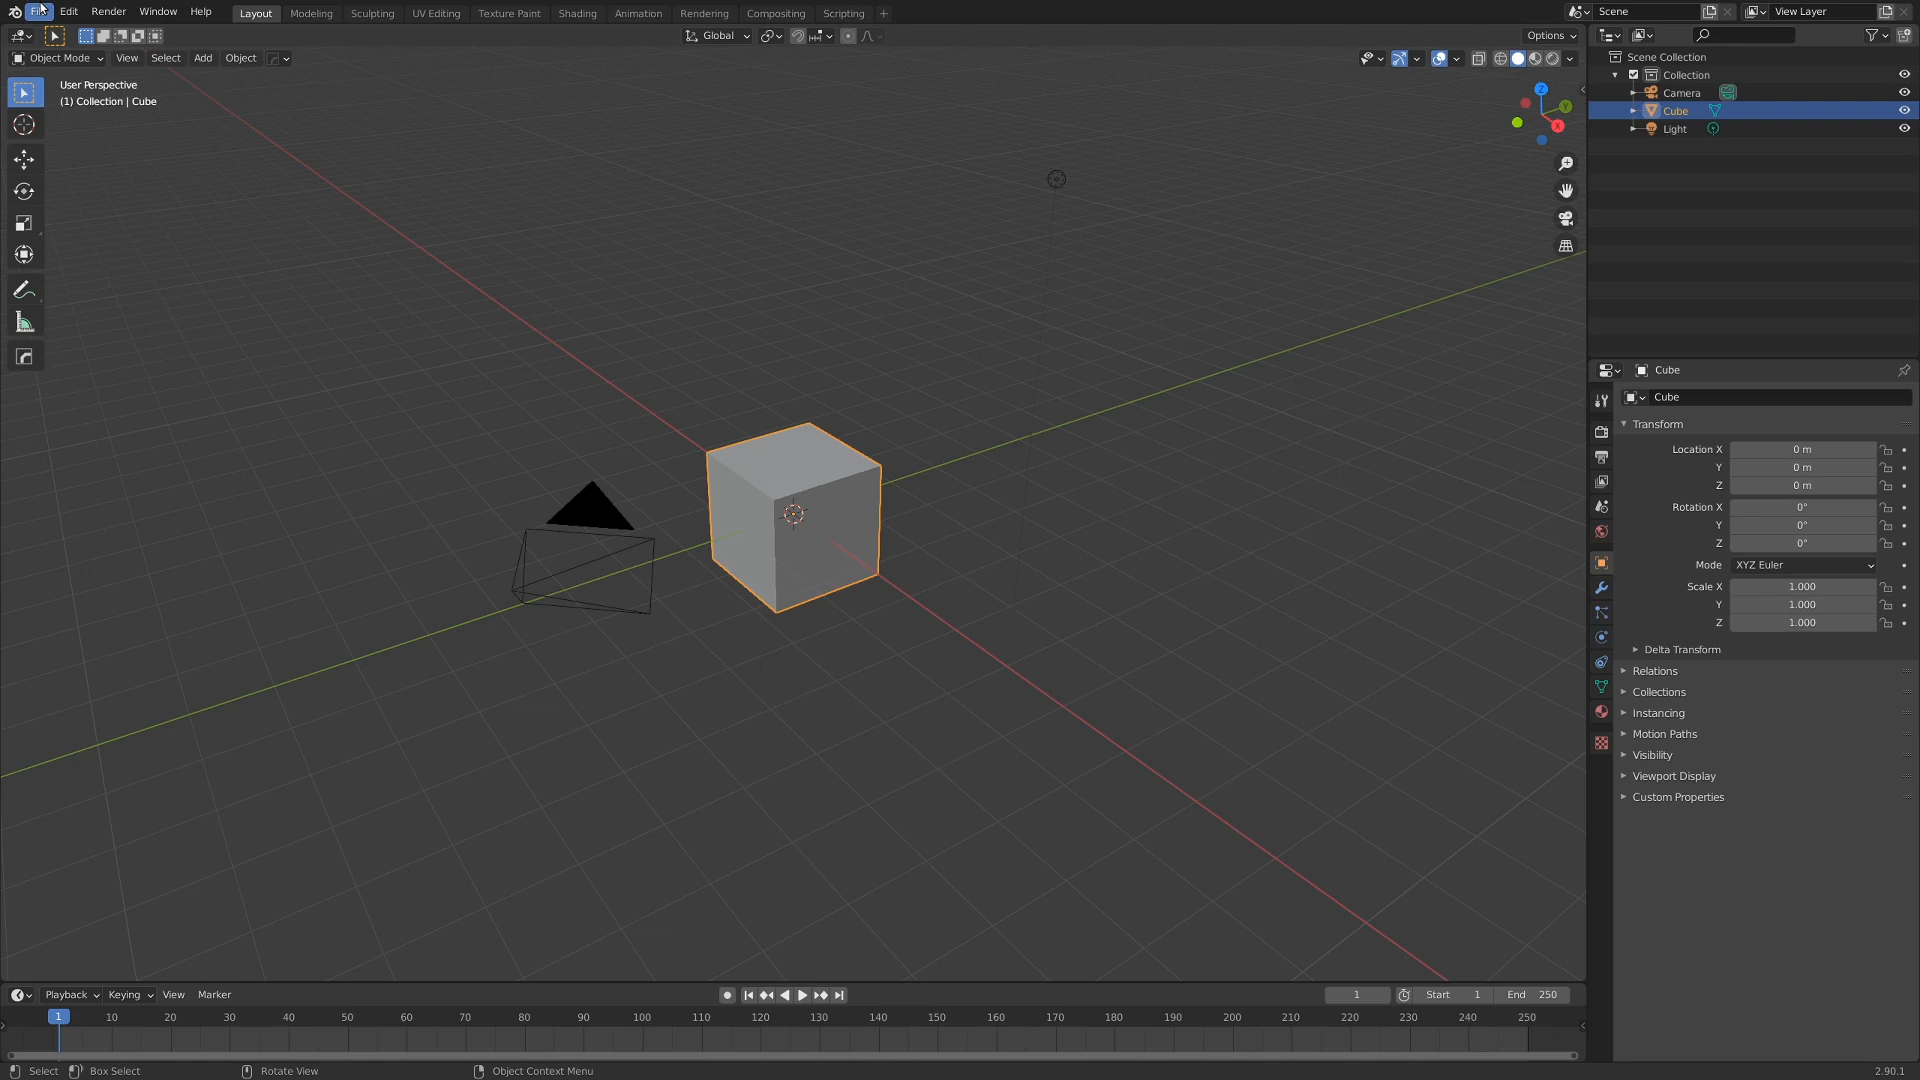 File Edit Render Window Help Layout Modeling Sculpting UV Editing Texture Paint Shading Animation Rendering Compositing Scripting + Scene View Layer
Global Options
Object Mode View Select Add Object
User Perspective
(1) Collection | Cube
Z
Y
X
Scene Collection
Collection
Camera
Cube
Light
Cube
Cube
Transform
Location X 0 m
Y 0 m
Z 0 m
Rotation X 0°
Y 0°
Z 0°
Mode XYZ Euler
Scale X 1.000
Y 1.000
Z 1.000
Delta Transform
Relations
Collections
Instancing
Motion Paths
Visibility
Viewport Display
Custom Properties
Playback Keying View Marker 1 Start 1 End 250
1 10 20 30 40 50 60 70 80 90 100 110 120 130 140 150 160 170 180 190 200 210 220 230 240 250
Select Box Select Rotate View Object Context Menu 2.90.1